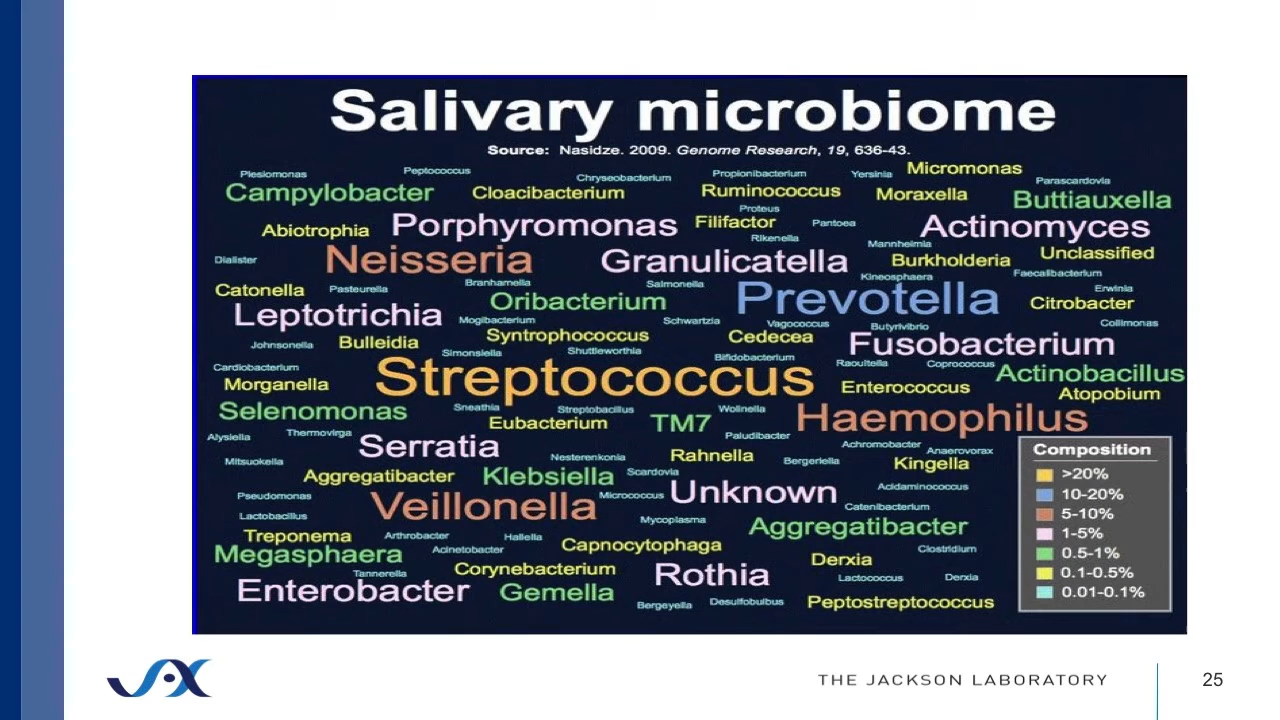 Salivary microbiome
Source: Nasidze. 2009. Genome Research, 19, 636-43.
Plesiomonas Peptococcus Chryseobacterium Propionibacterium Yersinia Micromonas Parascardovia
Campylobacter Cloacibacterium Ruminococcus Moraxella Buttiauxella
Proteus
Abiotrophia Porphyromonas Filifactor Pantoea Actinomyces
Rikenella Mannheimia
Dialister Neisseria Granulicatella Burkholderia Unclassified
Kineosphaera Faecalibacterium
Catonella Pasteurella Branhamella Salmonella Prevotella Erwinia
Oribacterium Citrobacter
Leptotrichia Mogibacterium Schwartzia Vagococcus Butyrivibrio Collimonas
Johnsonella Bulleidia Syntrophococcus Cedecea Fusobacterium
Simonsiella Shuttleworthia Bifidobacterium Raoultella Coprococcus
Cardiobacterium Streptococcus Actinobacillus
Morganella Enterococcus Atopobium
Selenomonas Sneathia Streptobacillus Wolinella Haemophilus
Eubacterium TM7
Alysiella Thermovirga Paludibacter
Serratia Achromobacter Anaerovorax
Mitsuokella Nesterenkonia Rahnella Bergeriella Kingella
Aggregatibacter Klebsiella Scardovia Acidaminococcus
Pseudomonas Veillonella Micrococcus Unknown Catenibacterium
Lactobacillus Mycoplasma Aggregatibacter
Treponema Arthrobacter Hallella
Megasphaera Acinetobacter Capnocytophaga Derxia Clostridium
Tannerella Corynebacterium Rothia Lactococcus Derxia
Enterobacter Gemella Bergeyella Desulfobulbus Peptostreptococcus
Composition
>20%
10-20%
5-10%
1-5%
0.5-1%
0.1-0.5%
0.01-0.1%
JAX
THE JACKSON LABORATORY
25